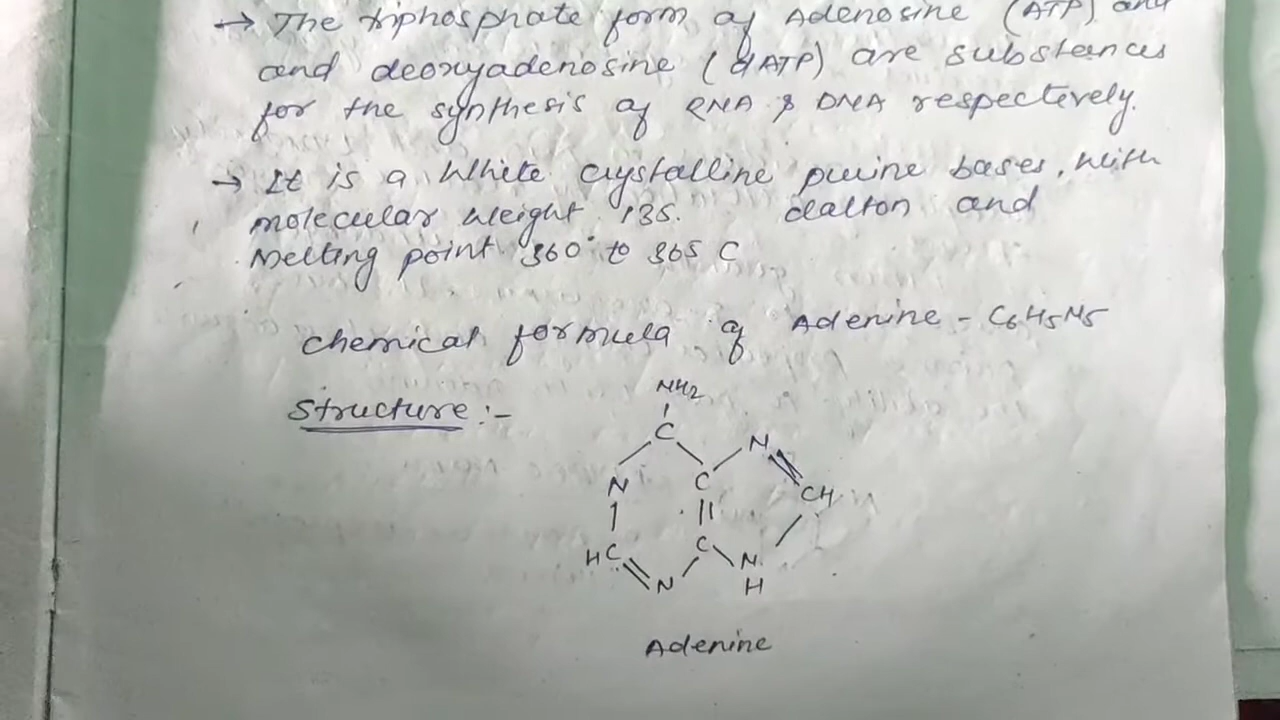 → The triphosphate form of Adenosine (ATP) and
and deoxyadenosine (dATP) are substances
for the synthesis of RNA & DNA respectively.
→ It is a White crystalline purine bases, with
molecular weight 135. dalton and
Melting point 360° to 365 C
chemical formula of Adenine - C6H5N5
Structure :-
NH2
C
N
N
C
CH
HC
C
N
N
H
Adenine